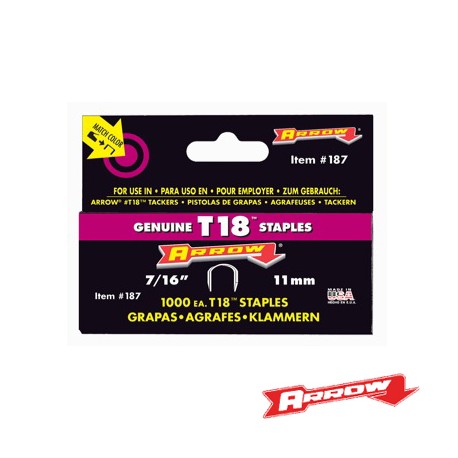 MATCH COLOR
ARROW
Item #187
FOR USE IN • PARA USO EN • POUR EMPLOYER • ZUM GEBRAUCH:
ARROW® #T18™ TACKERS • PISTOLAS DE GRAPAS • AGRAFEUSES • TACKERN
GENUINE T18™ STAPLES
ARROW
7/16" 11mm
Item #187
MADE IN
USA
HECHO EN E.U.A.
1000 EA. T18™ STAPLES
GRAPAS•AGRAFES•KLAMMERN
ARROW